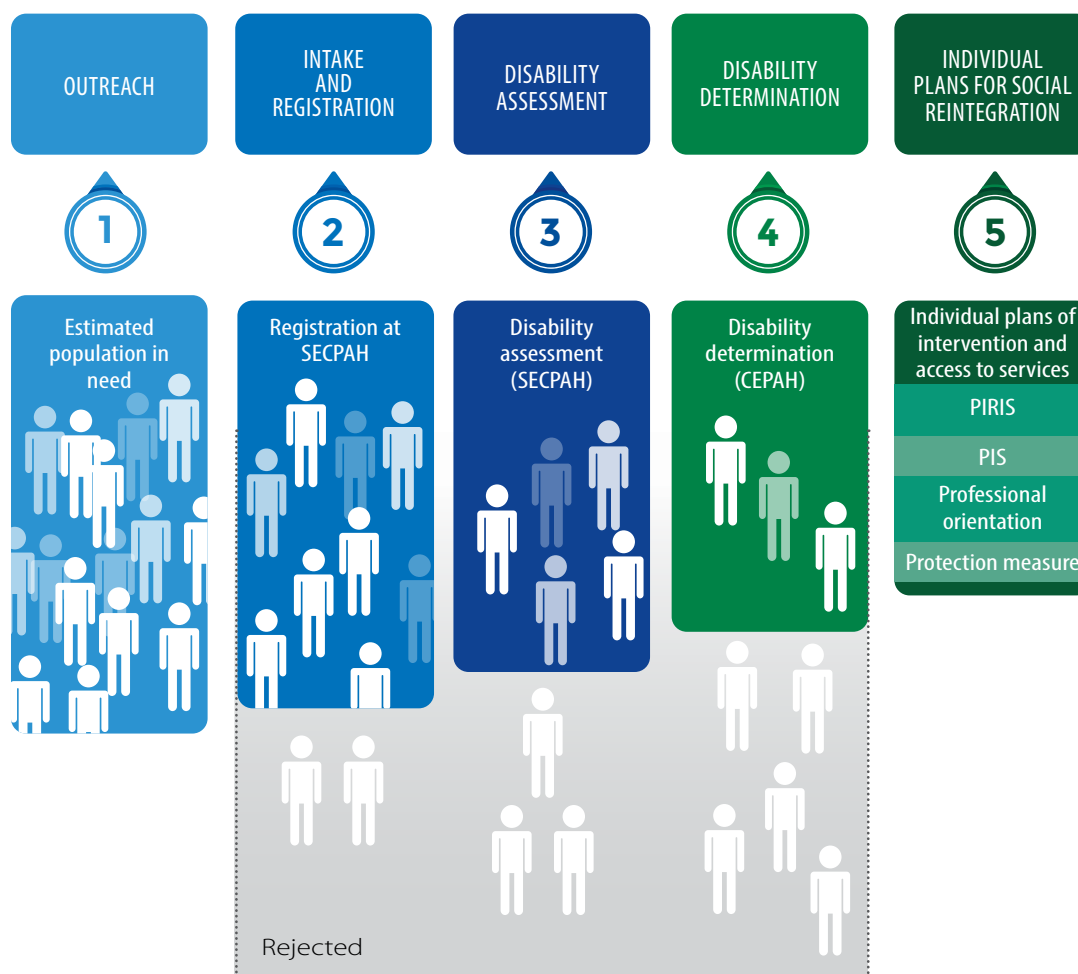 OUTREACH
INTAKE
AND
REGISTRATION
DISABILITY
ASSESSMENT
DISABILITY
DETERMINATION
INDIVIDUAL
PLANS FOR SOCIAL
REINTEGRATION
1
2
3
4
5
Estimated
population in
need
Registration at
SECPAH
Disability
assessment
(SECPAH)
Disability
determination
(CEPAH)
Individual plans of
intervention and
access to services
PIRIS
PIS
Professional
orientation
Protection measure
Rejected